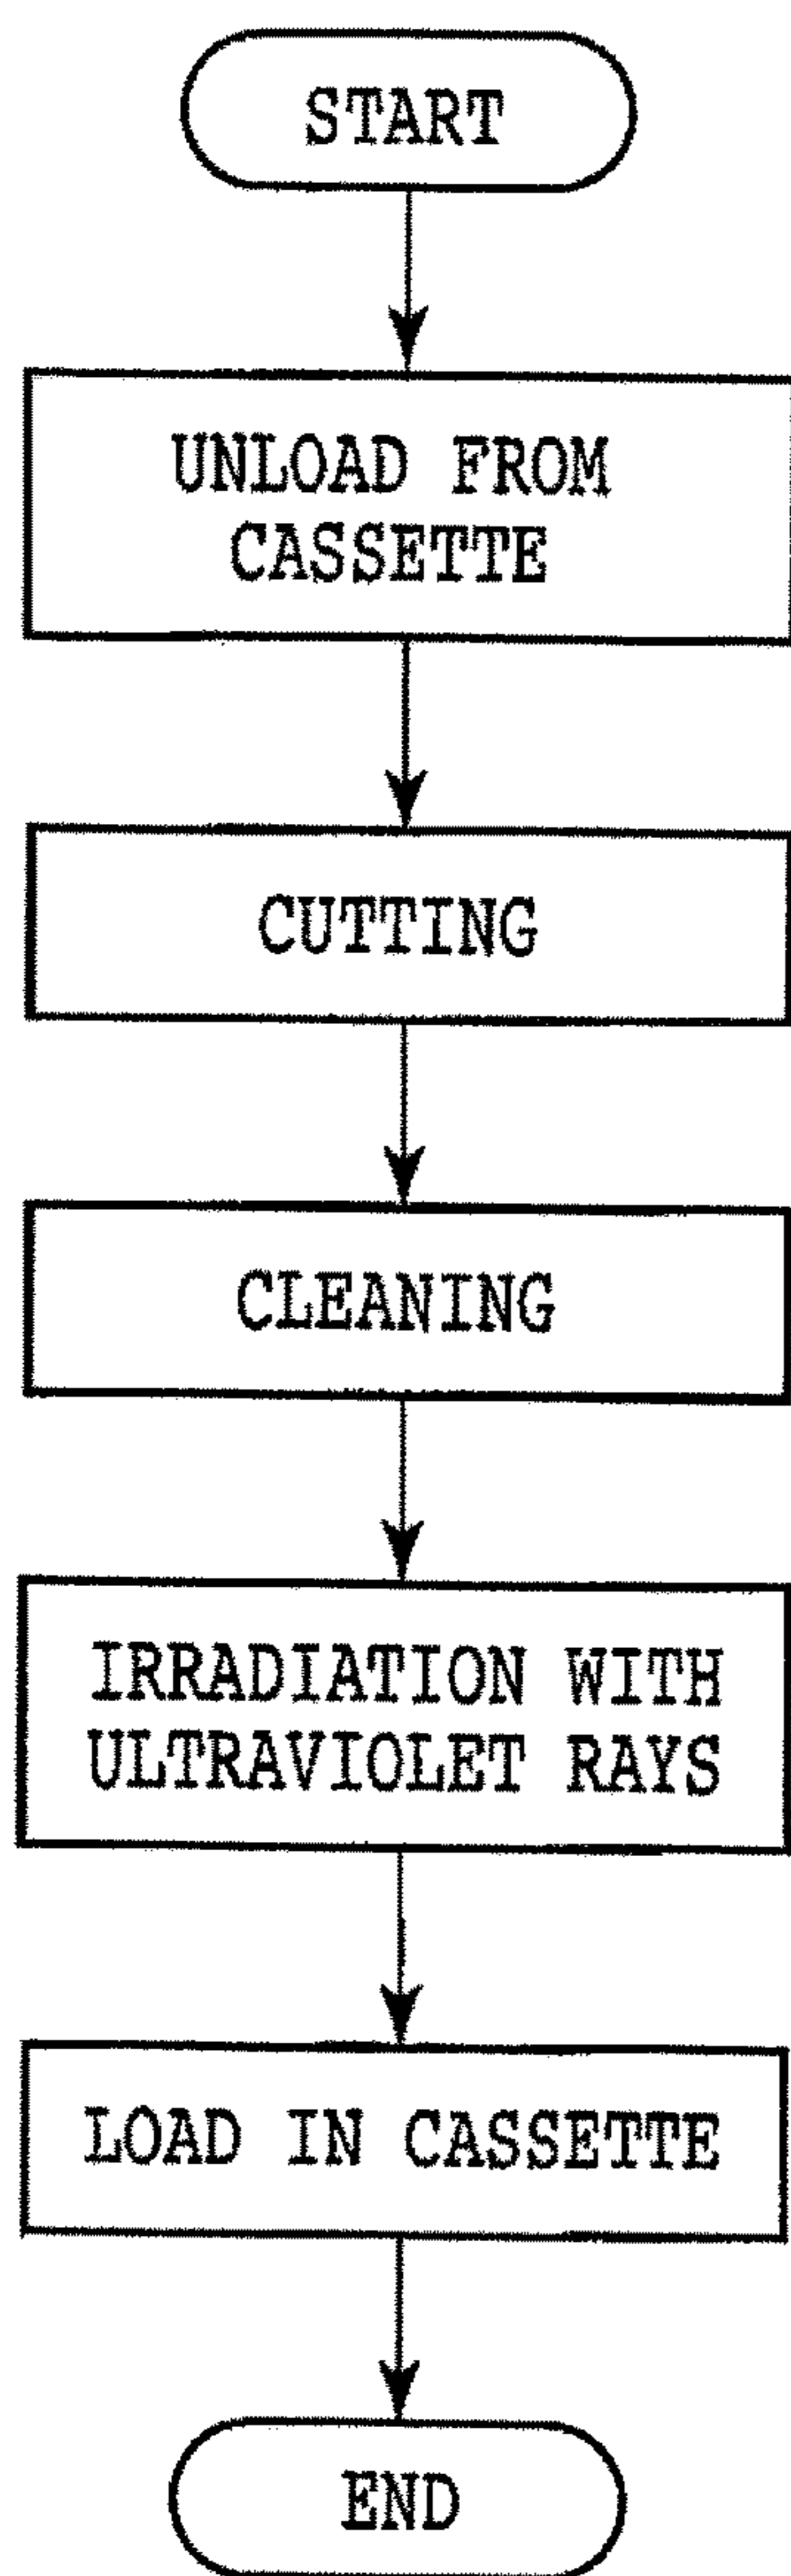 START
UNLOAD FROM
CASSETTE
CUTTING
CLEANING
IRRADIATION WITH
ULTRAVIOLET RAYS
LOAD IN CASSETTE
END